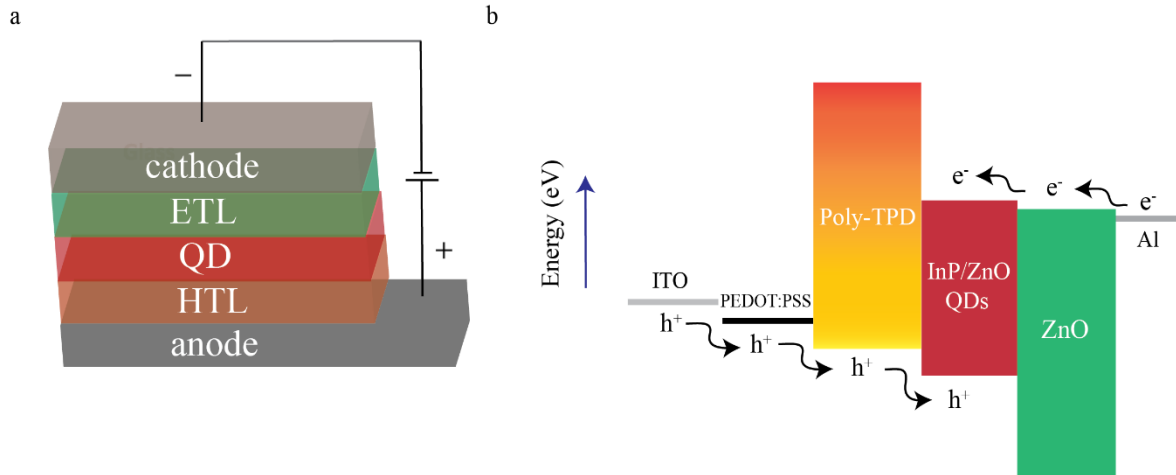 a
b
−
cathode
ETL
QD
HTL
anode
+
Energy (eV)
ITO
h⁺
PEDOT:PSS
h⁺
Poly-TPD
h⁺
InP/ZnO
QDs
h⁺
ZnO
e⁻
e⁻
e⁻
Al